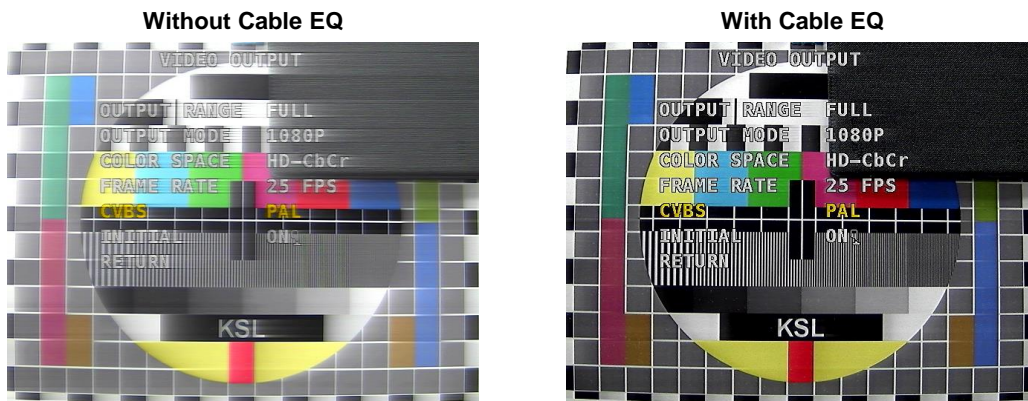 Without Cable EQ
VIDEO OUTPUT
OUTPUT RANGE FULL
OUTPUT MODE 1080P
COLOR SPACE HD-CbCr
FRAME RATE 25 FPS
CVBS PAL
INITIAL ON
RETURN
KSL
With Cable EQ
VIDEO OUTPUT
OUTPUT RANGE FULL
OUTPUT MODE 1080P
COLOR SPACE HD-CbCr
FRAME RATE 25 FPS
CVBS PAL
INITIAL ON
RETURN
KSL